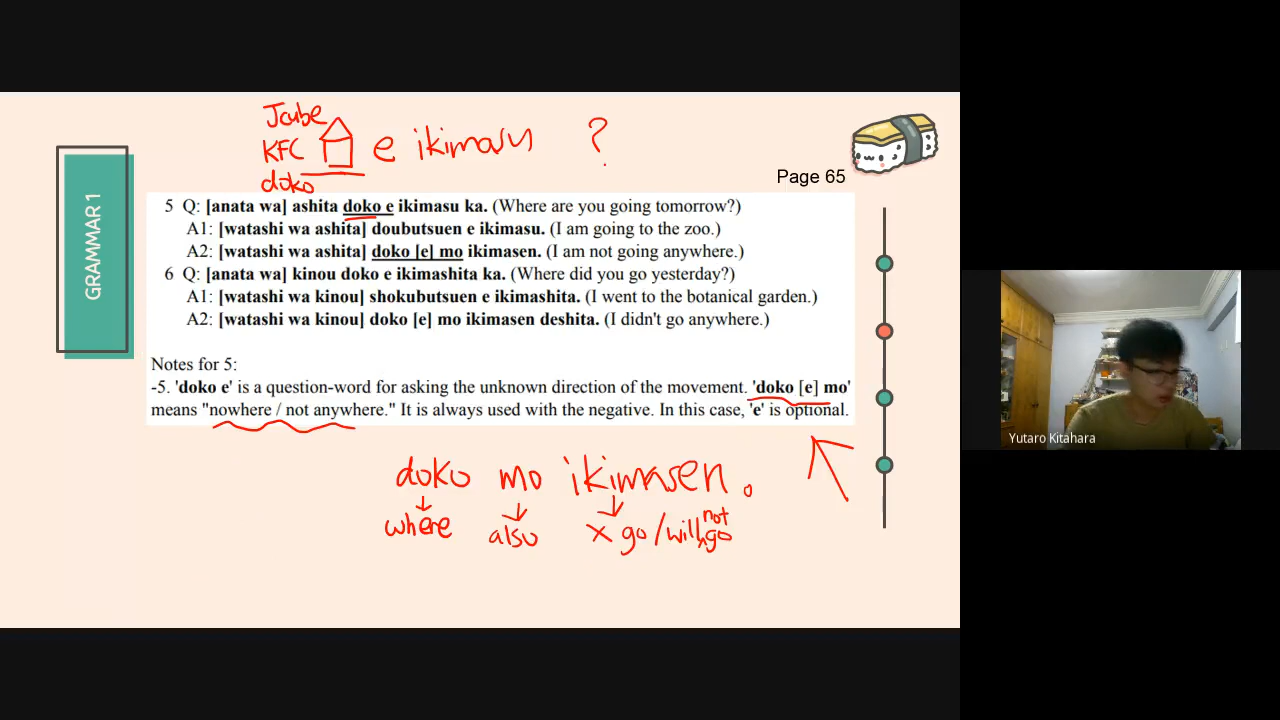 Jcube
KFC e ikimasu ?
doko
Page 65
GRAMMAR 1
5 Q: [anata wa] ashita doko e ikimasu ka. (Where are you going tomorrow?)
A1: [watashi wa ashita] doubutsuen e ikimasu. (I am going to the zoo.)
A2: [watashi wa ashita] doko [e] mo ikimasen. (I am not going anywhere.)
6 Q: [anata wa] kinou doko e ikimashita ka. (Where did you go yesterday?)
A1: [watashi wa kinou] shokubutsuen e ikimashita. (I went to the botanical garden.)
A2: [watashi wa kinou] doko [e] mo ikimasen deshita. (I didn't go anywhere.)
Notes for 5:
-5. 'doko e' is a question-word for asking the unknown direction of the movement. 'doko [e] mo'
means "nowhere / not anywhere." It is always used with the negative. In this case, 'e' is optional.
doko mo ikimasen.
where also x go/will not go
Yutaro Kitahara